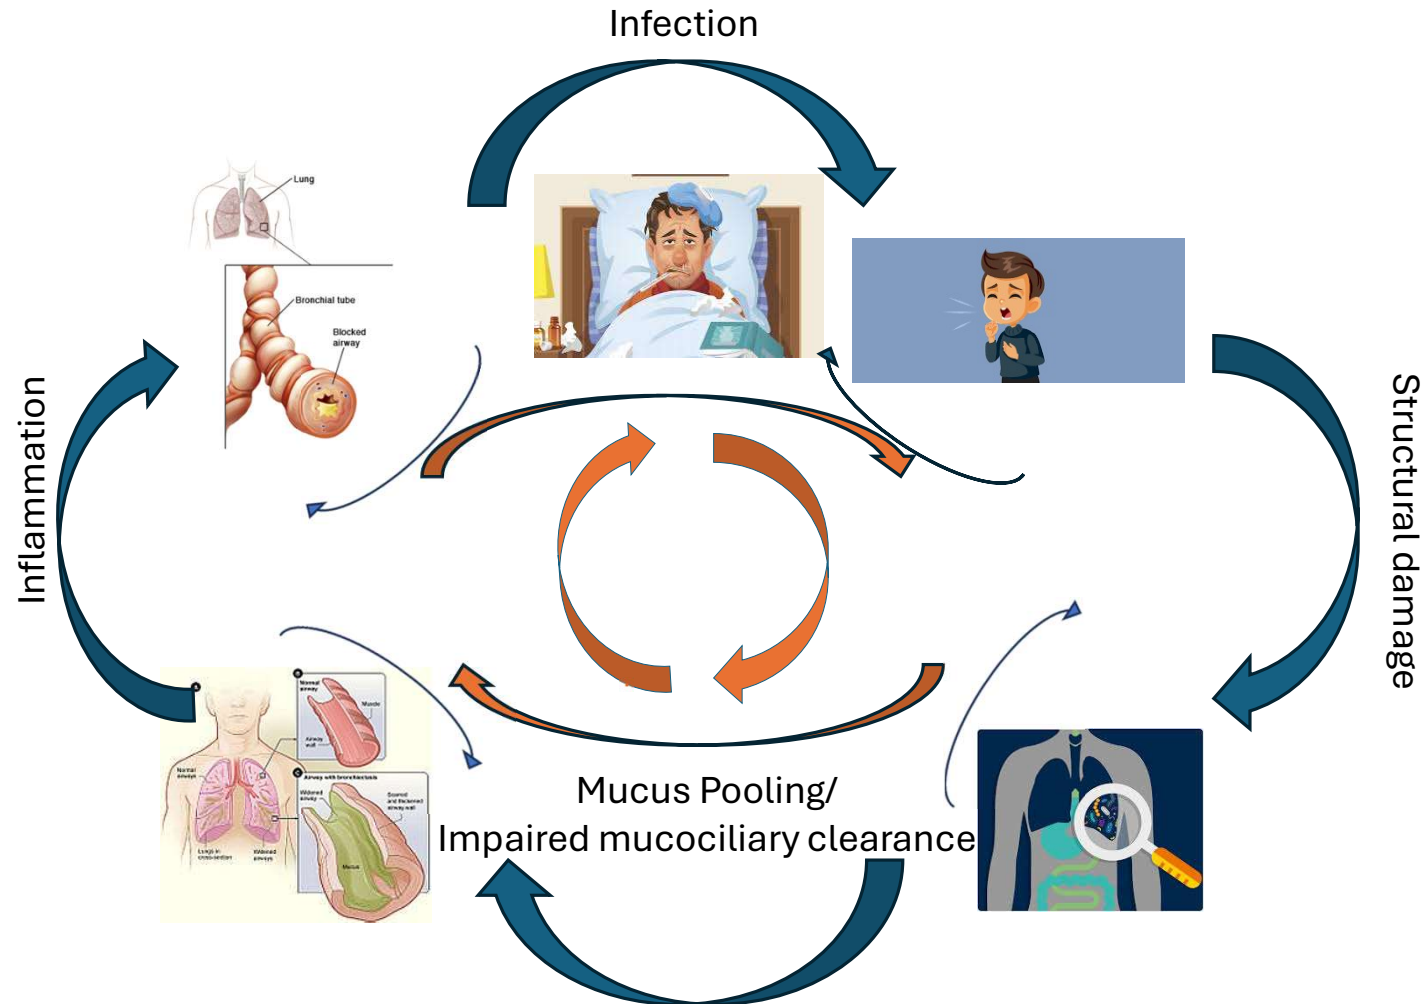 Infection
Lung
Bronchial tube
Blocked
airway
Inflammation
Structural damage
A
B
Normal
airway
Muscle
Airway
wall
Normal
airways
C
Airway with bronchiectasis
Widened
airway
Scarred
and thickened
airway wall
Mucus
Lungs in
cross-section
Widened
airways
Mucus Pooling/
Impaired mucociliary clearance